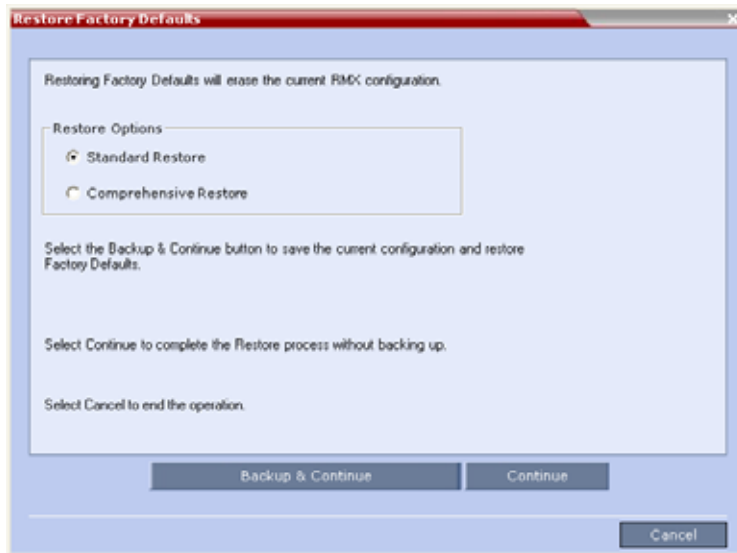 Restore Factory Defaults
Restoring Factory Defaults will erase the current RMX configuration.
Restore Options
Standard Restore
Comprehensive Restore
Select the Backup & Continue button to save the current configuration and restore
Factory Defaults.
Select Continue to complete the Restore process without backing up.
Select Cancel to end the operation.
Backup & Continue
Continue
Cancel